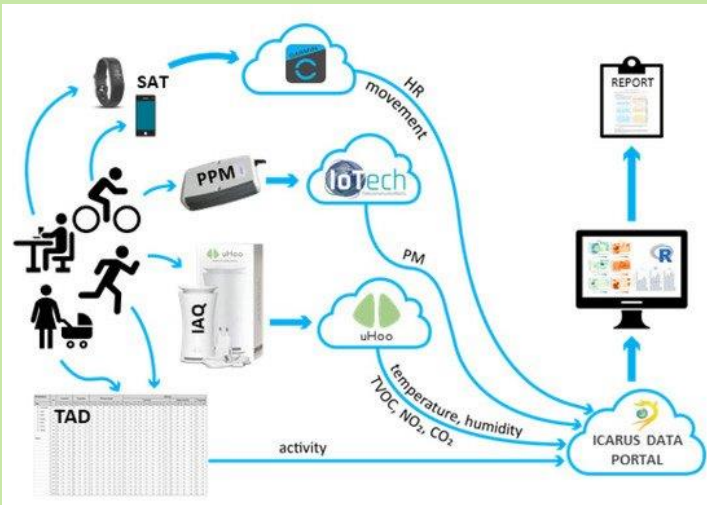 SAT
GARMIN
HR
movement
REPORT
PPM
IoTech
PM
R
uHoo
IAQ
uHoo
temperature, humidity
TVOC, NO₂, CO₂
TAD
activity
ICARUS DATA
PORTAL